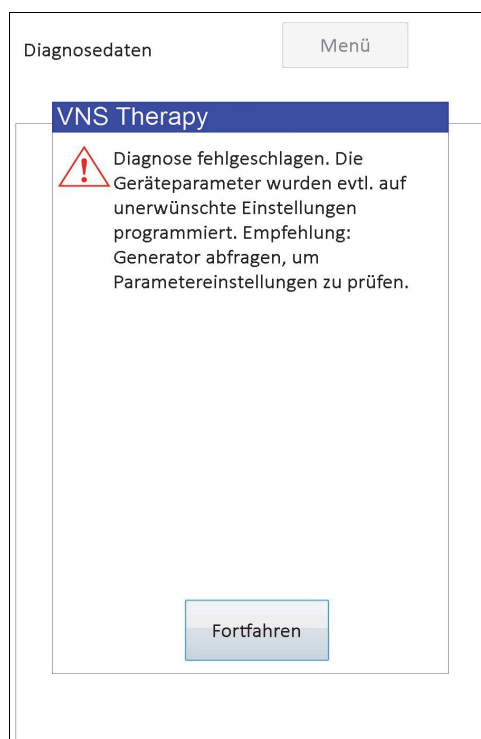 Diagnosedaten
Menü
VNS Therapy
Diagnose fehlgeschlagen. Die
Geräteparameter wurden evtl. auf
unerwünschte Einstellungen
programmiert. Empfehlung:
Generator abfragen, um
Parametereinstellungen zu prüfen.
Fortfahren